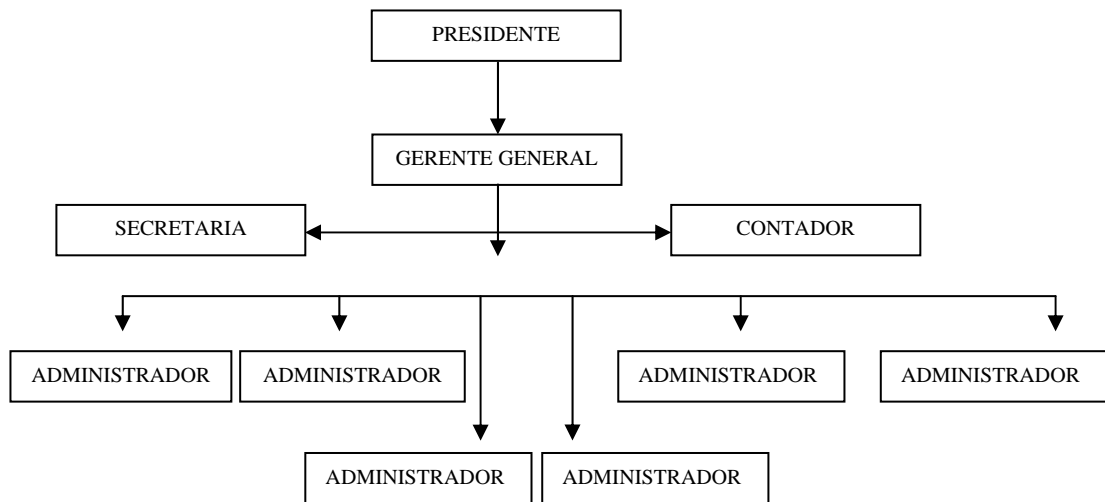 PRESIDENTE
GERENTE GENERAL
SECRETARIA
CONTADOR
ADMINISTRADOR
ADMINISTRADOR
ADMINISTRADOR
ADMINISTRADOR
ADMINISTRADOR
ADMINISTRADOR